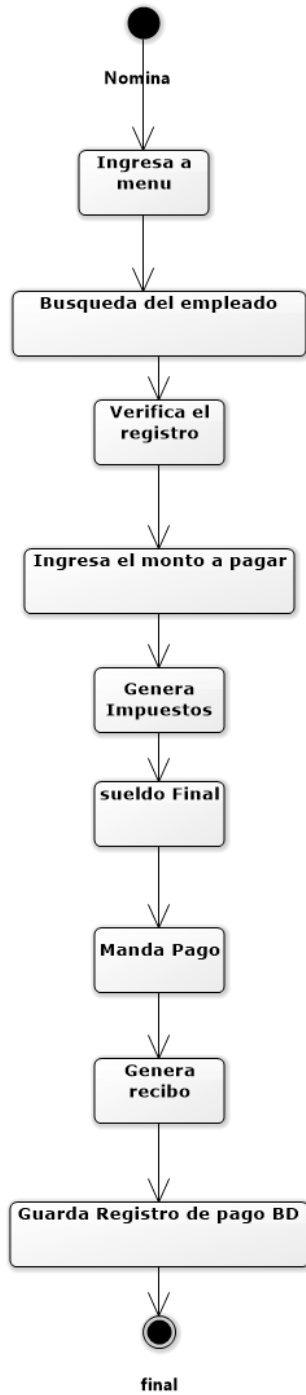 Nomina
Ingresa a
menu
Busqueda del empleado
Verifica el
registro
Ingresa el monto a pagar
Genera
Impuestos
sueldo Final
Manda Pago
Genera
recibo
Guarda Registro de pago BD
final